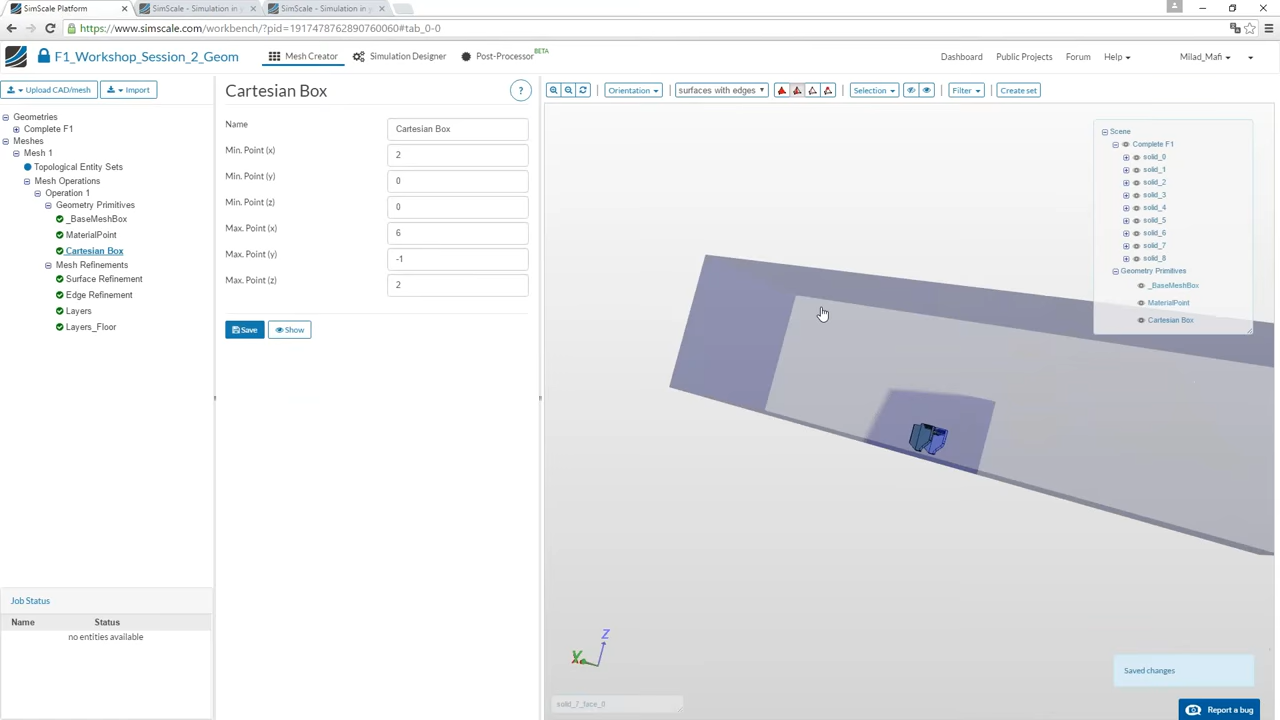 SimScale Platform
SimScale - Simulation in y
SimScale - Simulation in y
https://www.simscale.com/workbench/?pid=1917478762890760060#tab_0-0
F1_Workshop_Session_2_Geom
Mesh Creator
Simulation Designer
Post-Processor BETA
Dashboard
Public Projects
Forum
Help
Milad_Mafi
Upload CAD/mesh
Import
Geometries
Complete F1
Meshes
Mesh 1
Topological Entity Sets
Mesh Operations
Operation 1
Geometry Primitives
_BaseMeshBox
MaterialPoint
Cartesian Box
Mesh Refinements
Surface Refinement
Edge Refinement
Layers
Layers_Floor
Job Status
Name Status
no entities available
Cartesian Box
?
Name Cartesian Box
Min. Point (x) 2
Min. Point (y) 0
Min. Point (z) 0
Max. Point (x) 6
Max. Point (y) -1
Max. Point (z) 2
Save
Show
Orientation
surfaces with edges
Selection
Filter
Create set
Scene
Complete F1
solid_0
solid_1
solid_2
solid_3
solid_4
solid_5
solid_6
solid_7
solid_8
Geometry Primitives
_BaseMeshBox
MaterialPoint
Cartesian Box
Z
Y
solid_7_face_0
Saved changes
Report a bug